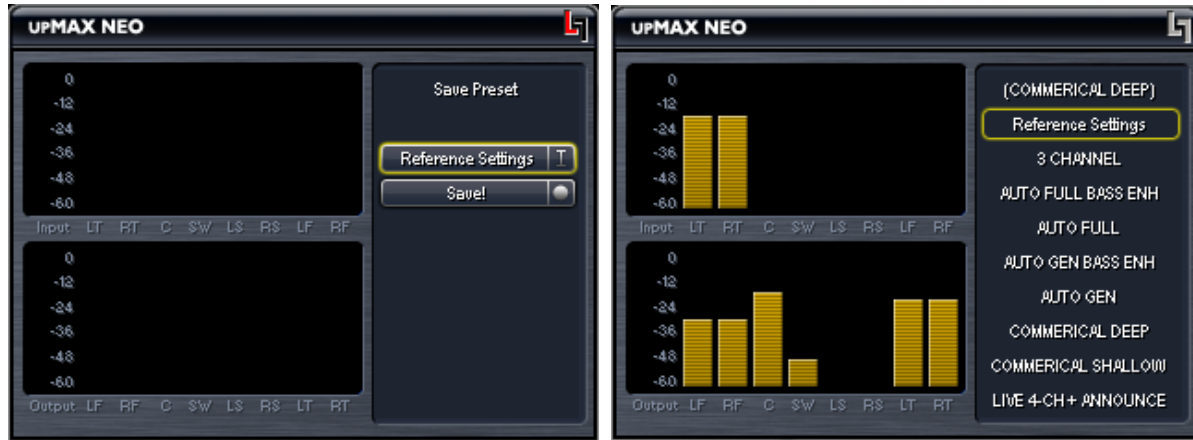 UPMAX NEO
0
-12
-24
-36
-48
-60
Input LT RT C SW LS RS LF RF
0
-12
-24
-36
-48
-60
Output LF RF C SW LS RS LT RT
Save Preset
Reference Settings
Save!
UPMAX NEO
0
-12
-24
-36
-48
-60
Input LT RT C SW LS RS LF RF
0
-12
-24
-36
-48
-60
Output LF RF C SW LS RS LT RT
(COMMERICAL DEEP)
Reference Settings
3 CHANNEL
AUTO FULL BASS ENH
AUTO FULL
AUTO GEN BASS ENH
AUTO GEN
COMMERICAL DEEP
COMMERICAL SHALLOW
LIVE 4-CH + ANNOUNCE